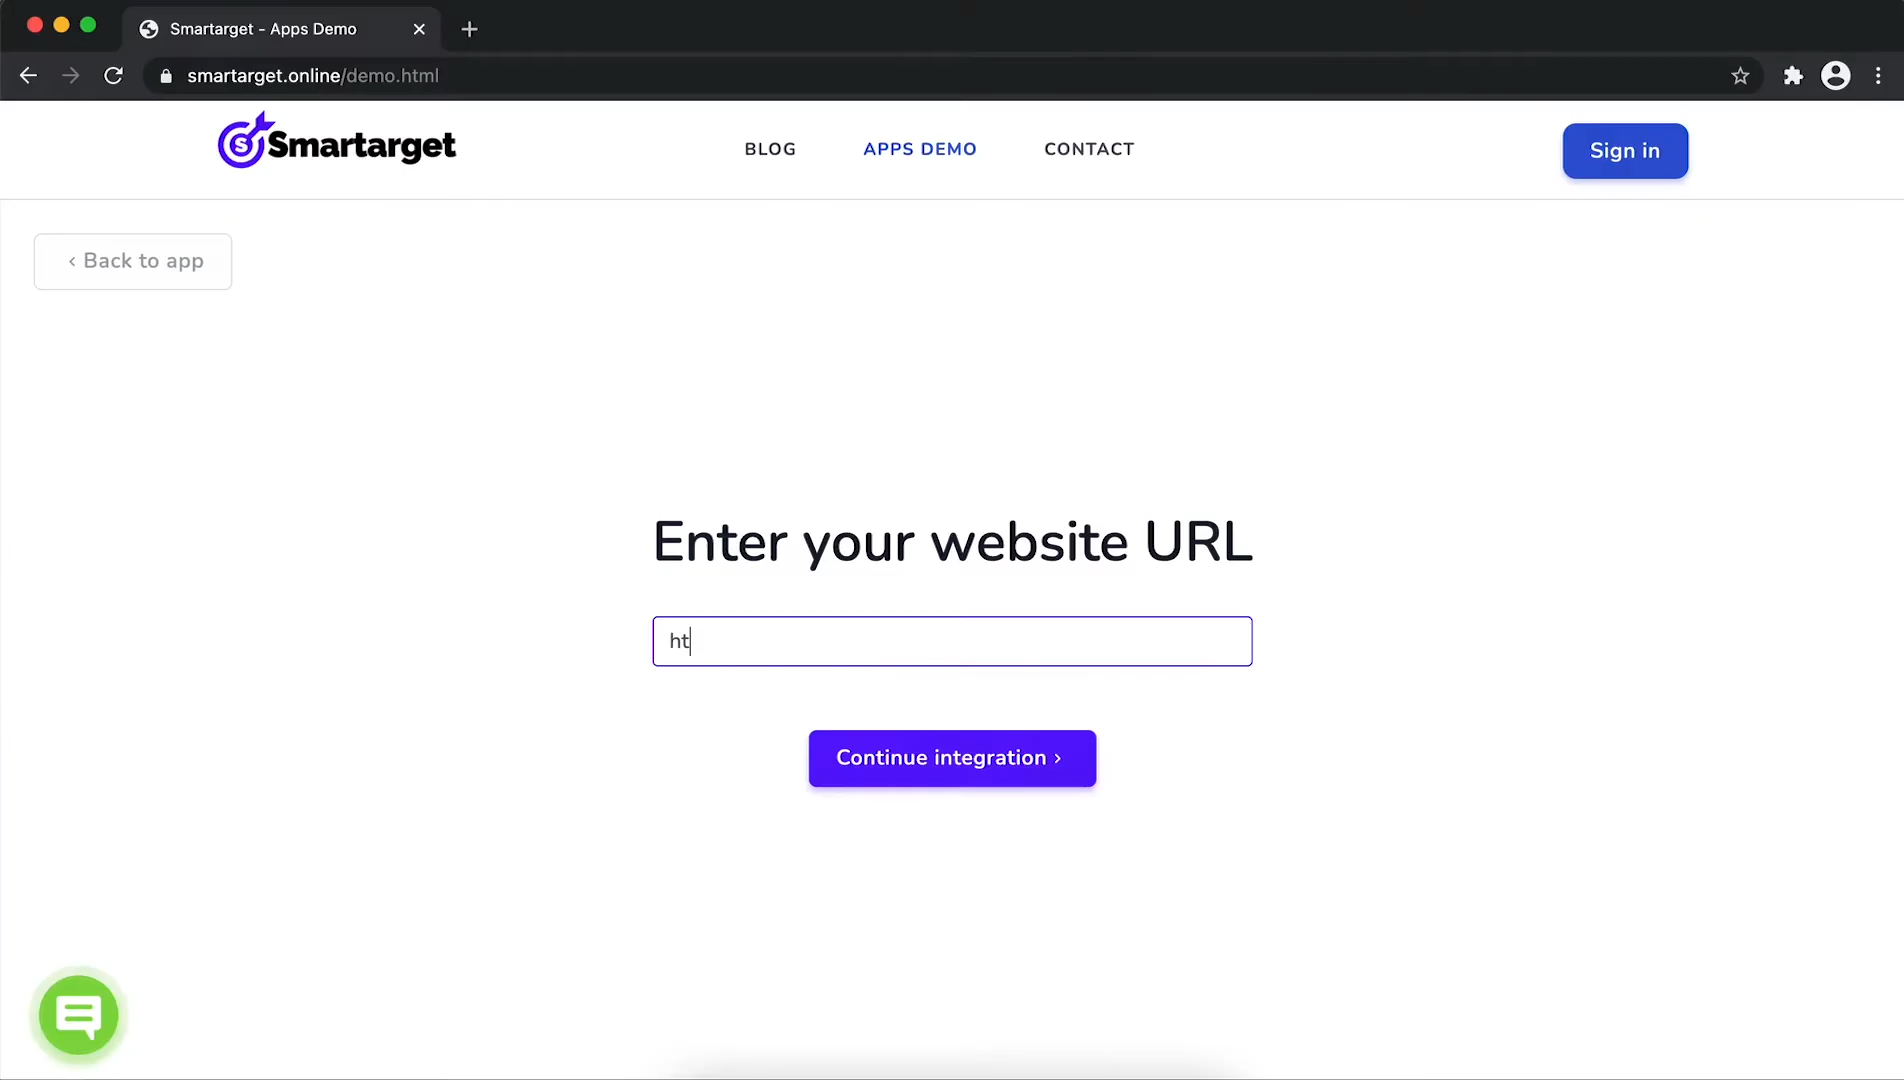 Smartarget - Apps Demo
smartarget.online/demo.html
Smartarget
BLOG
APPS DEMO
CONTACT
Sign in
‹ Back to app
Enter your website URL
ht
Continue integration ›